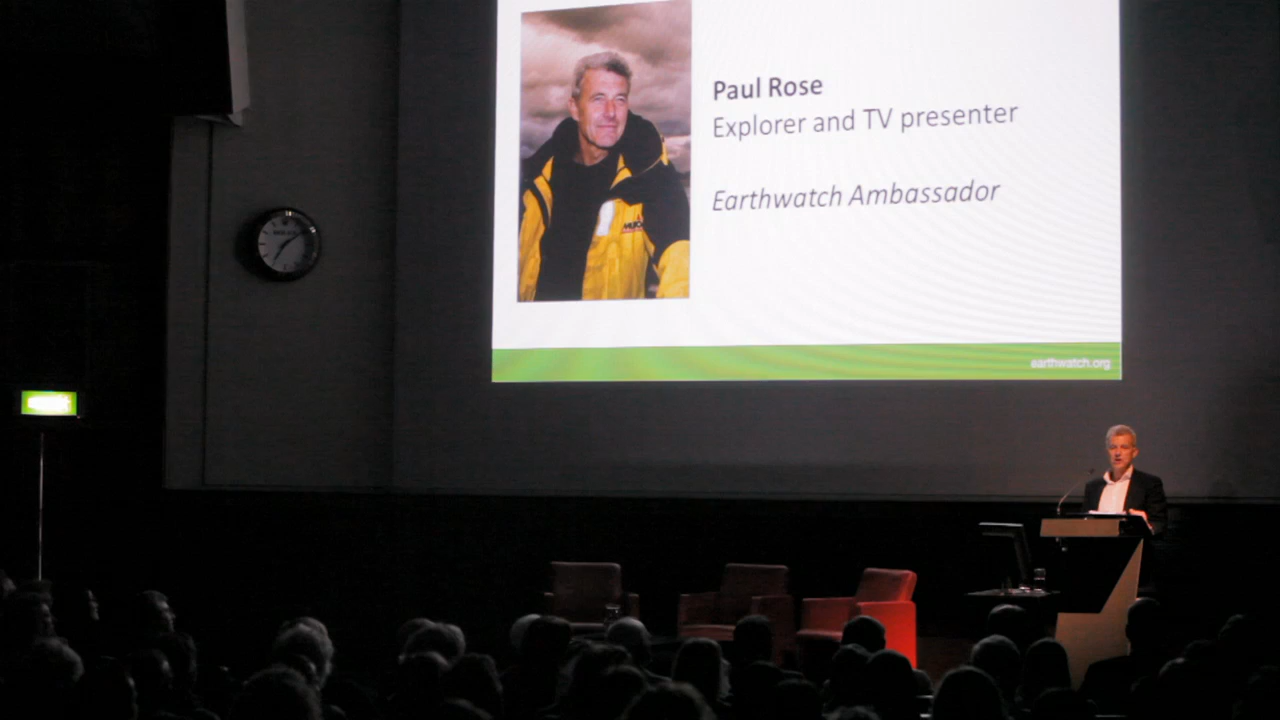 Paul Rose
Explorer and TV presenter
Earthwatch Ambassador
earthwatch.org